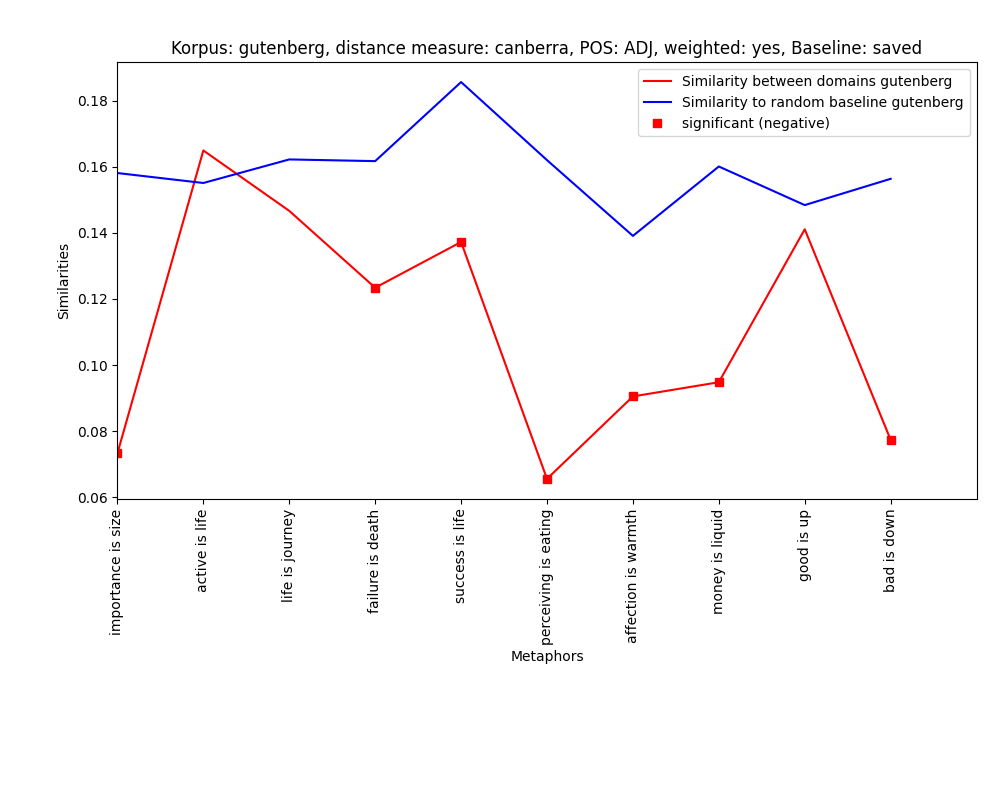 Korpus: gutenberg, distance measure: canberra, POS: ADJ, weighted: yes, Baseline: saved
Similarity between domains gutenberg
Similarity to random baseline gutenberg
significant (negative)
Similarities
0.18
0.16
0.14
0.12
0.10
0.08
0.06
importance is size
active is life
life is journey
failure is death
success is life
perceiving is eating
affection is warmth
money is liquid
good is up
bad is down
Metaphors